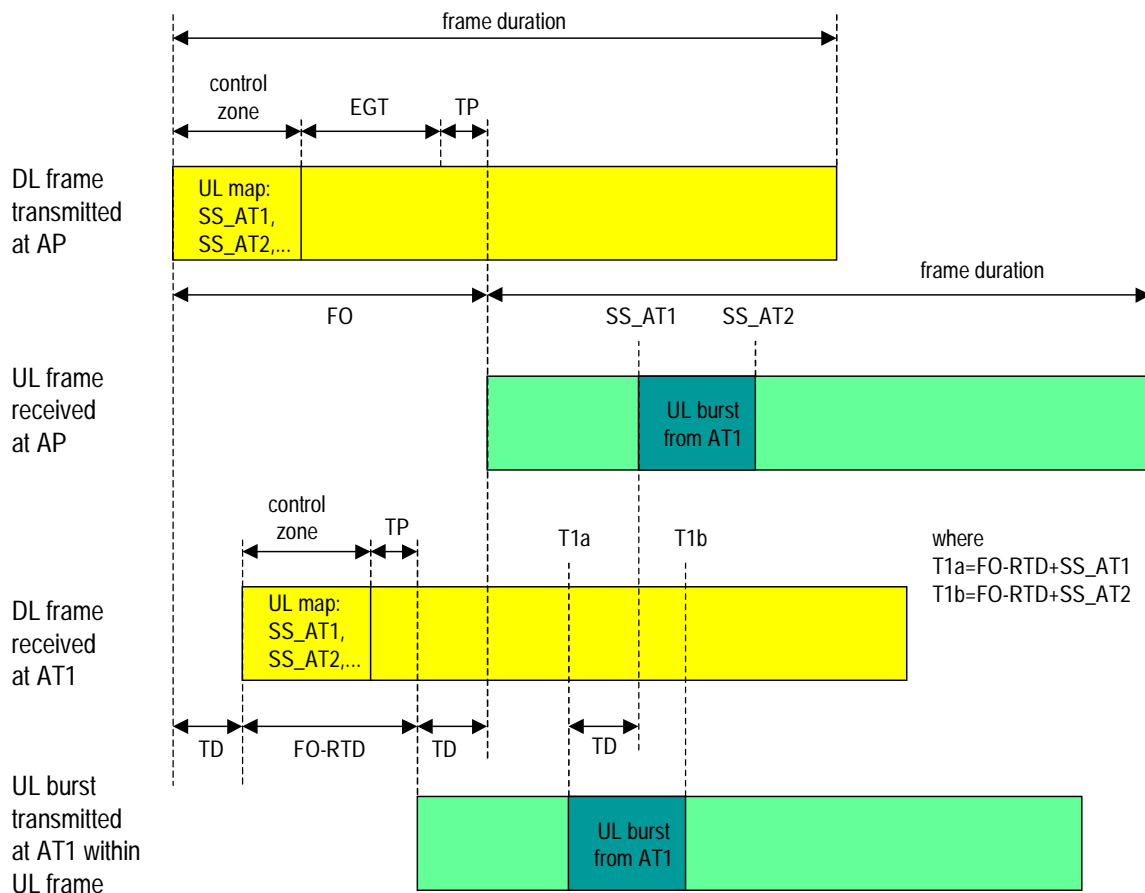 frame duration
control
zone
EGT
TP
DL frame
transmitted
at AP
UL map:
SS_AT1,
SS_AT2,...
frame duration
FO
SS_AT1
SS_AT2
UL frame
received
at AP
UL burst
from AT1
control
zone
TP
T1a
T1b
where
T1a=FO-RTD+SS_AT1
T1b=FO-RTD+SS_AT2
DL frame
received
at AT1
UL map:
SS_AT1,
SS_AT2,...
TD
FO-RTD
TD
TD
UL burst
transmitted
at AT1 within
UL frame
UL burst
from AT1